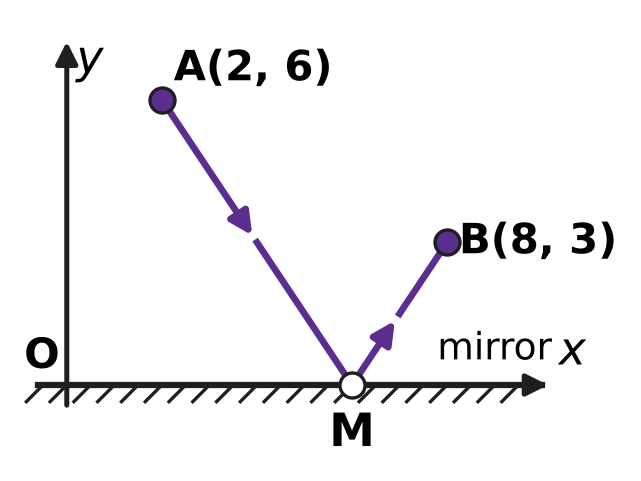 y
A(2, 6)
B(8, 3)
O
mirror x
M